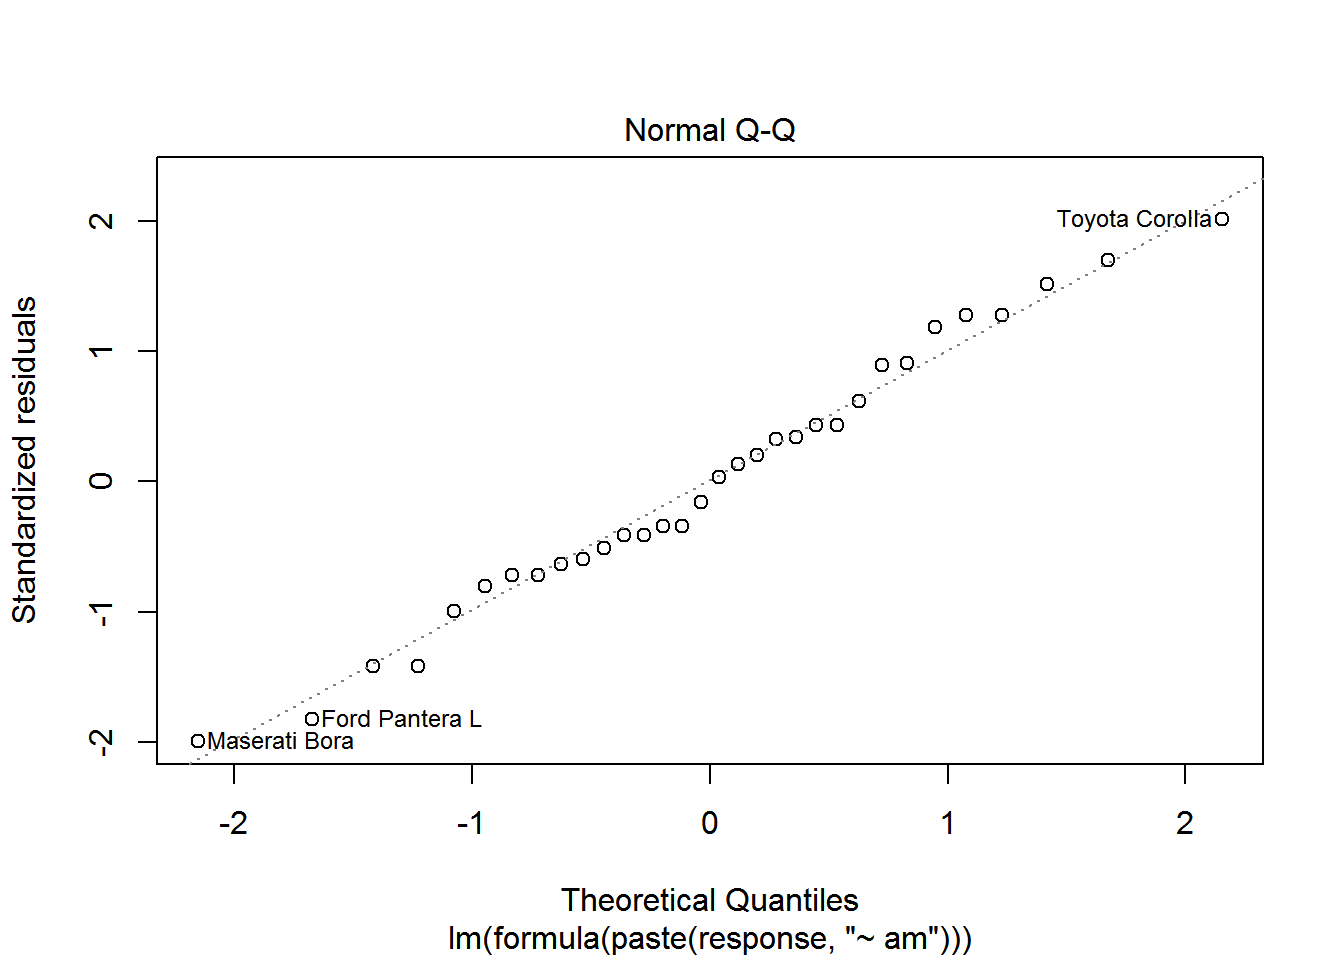 Normal Q-Q
Standardized residuals
2
1
0
-1
-2
Toyota Corolla
Ford Pantera L
Maserati Bora
-2
-1
0
1
2
Theoretical Quantiles
lm(formula(paste(response, "~ am")))